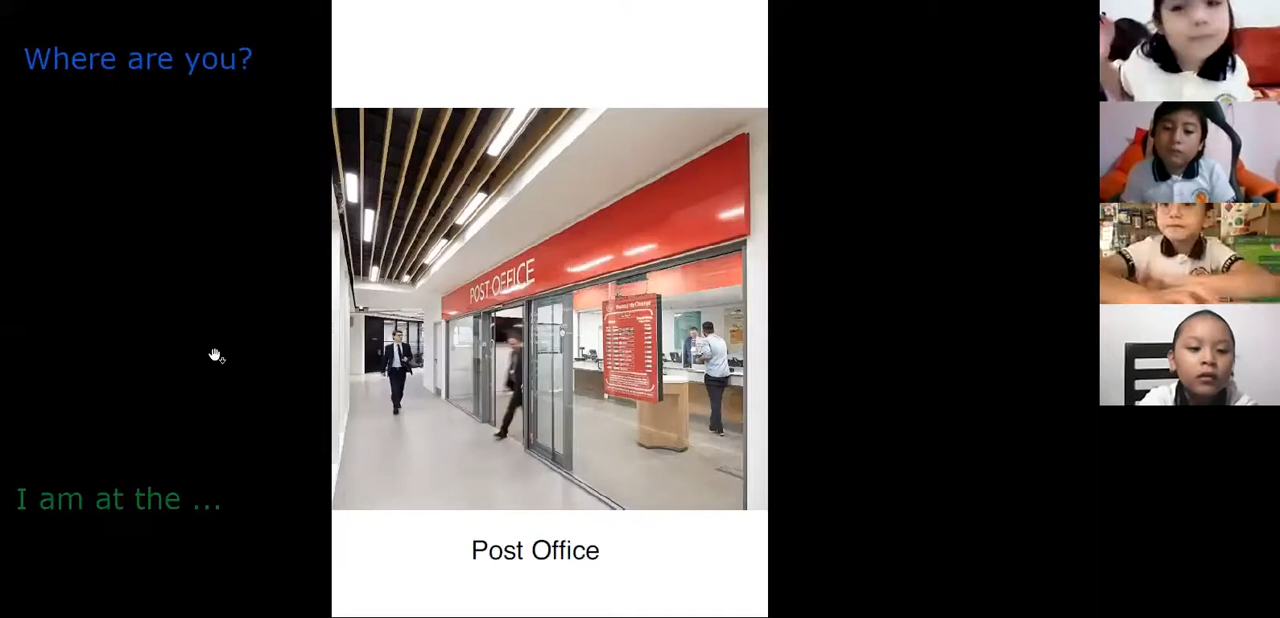 Where are you?
POST OFFICE
I am at the ...
Post Office